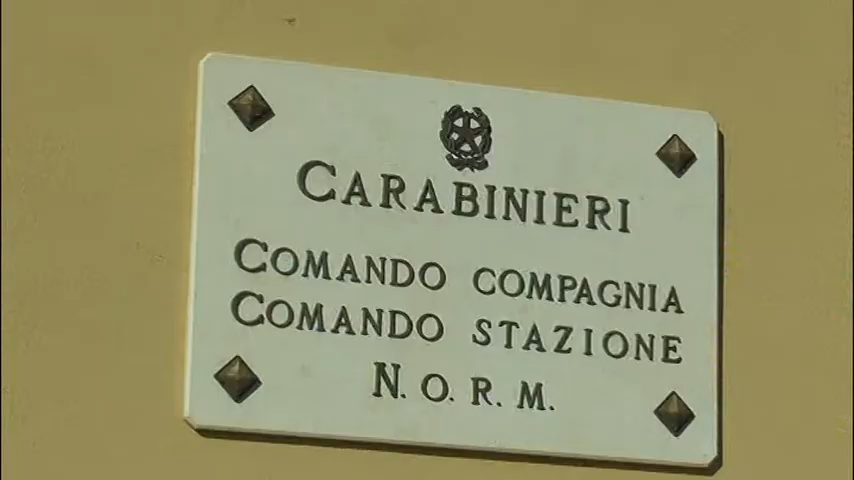 CARABINIERI
COMANDO COMPAGNIA
COMANDO STAZIONE
N.O.R.M.